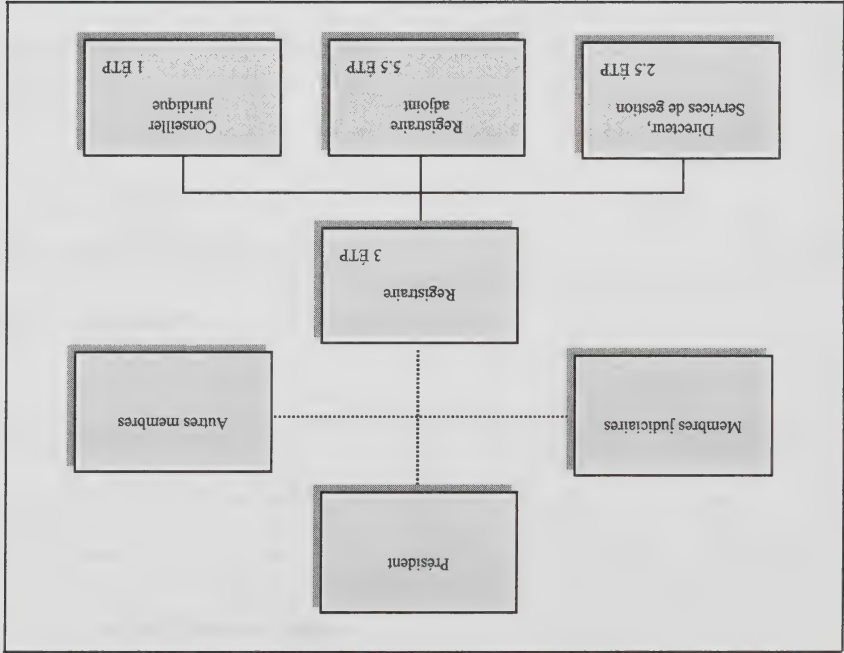 Président
Membres judiciaires
Autres membres
Registraire
3 ÉTP
Directeur,
Services de gestion
2.5 ÉTP
Registraire
adjoint
5.5 ÉTP
Conseiller
juridique
1 ÉTP